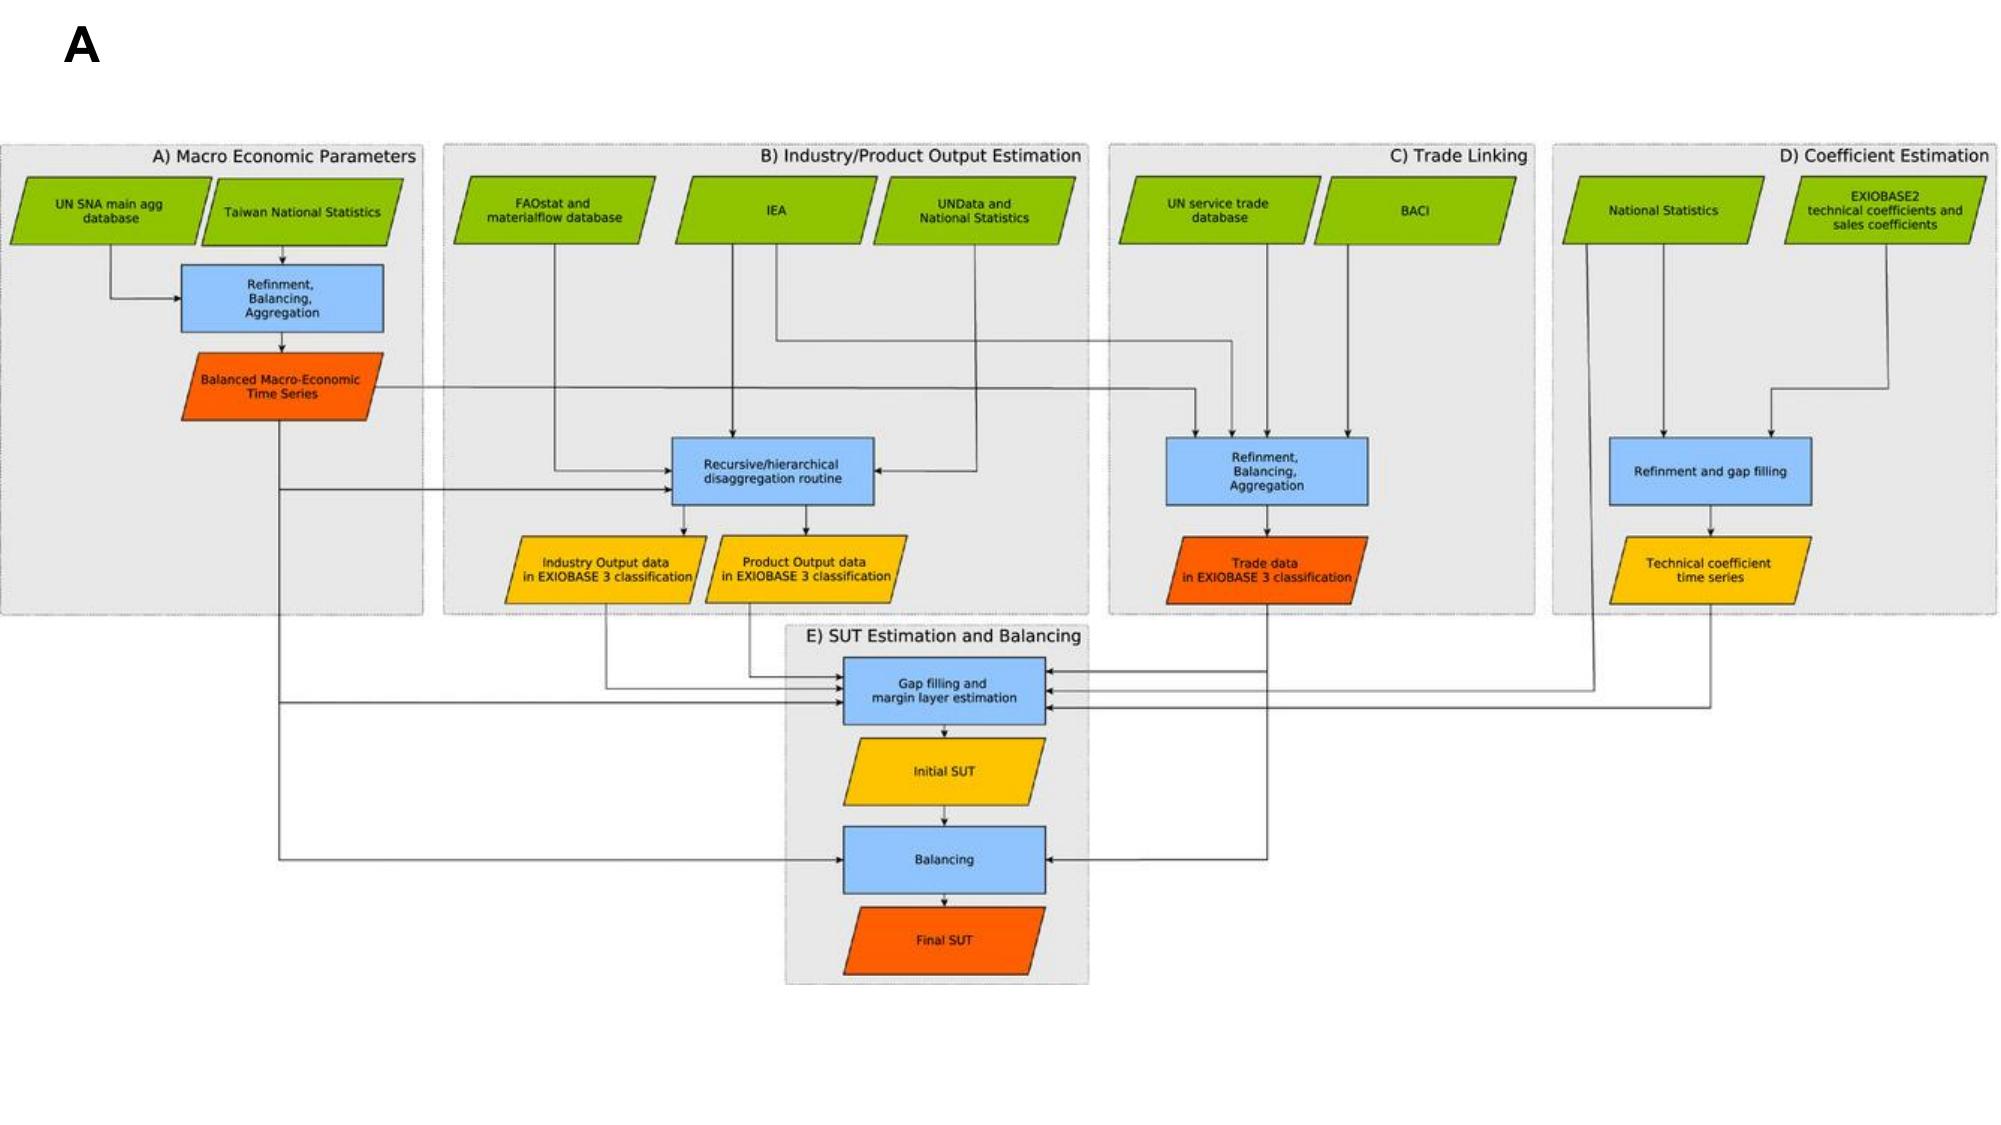 A
A) Macro Economic Parameters
UN SNA main agg
database
Taiwan National Statistics
Refinment,
Balancing,
Aggregation
Balanced Macro-Economic
Time Series
B) Industry/Product Output Estimation
FAOstat and
materialflow database
IEA
UNData and
National Statistics
Recursive/hierarchical
disaggregation routine
Industry Output data
in EXIOBASE 3 classification
Product Output data
in EXIOBASE 3 classification
C) Trade Linking
UN service trade
database
BACI
Refinment,
Balancing,
Aggregation
Trade data
in EXIOBASE 3 classification
D) Coefficient Estimation
National Statistics
EXIOBASE2
technical coefficients and
sales coefficients
Refinment and gap filling
Technical coefficient
time series
E) SUT Estimation and Balancing
Gap filling and
margin layer estimation
Initial SUT
Balancing
Final SUT